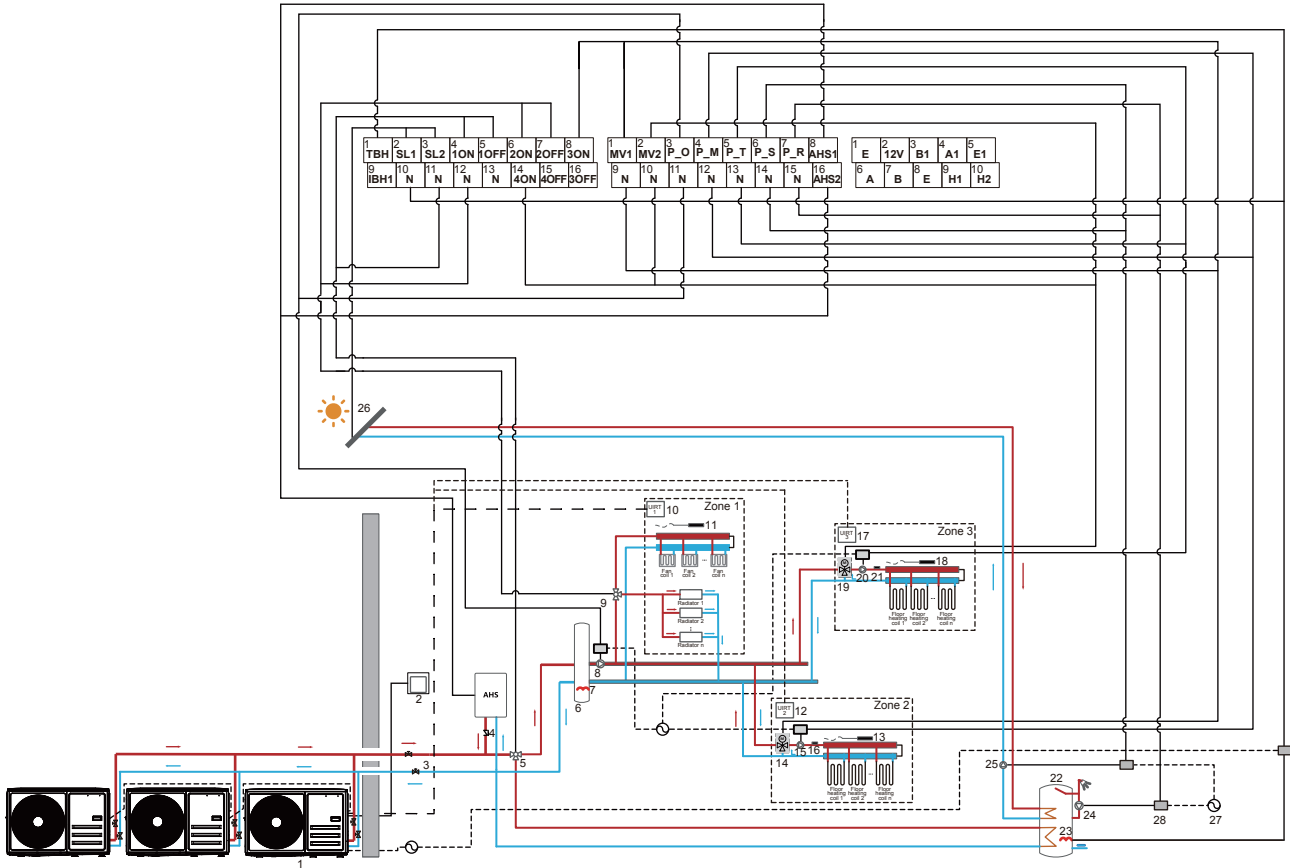 1 2 3 4 5 6 7 8
TBH SL1 SL2 1ON 1OFF 2ON 2OFF 3ON
9 10 11 12 13 14 15 16
IBH1 N N N N 4ON 4OFF 3OFF
1 2 3 4 5 6 7 8
MV1 MV2 P_O P_M P_T P_S P_R AHS1
9 10 11 12 13 14 15 16
N N N N N N N AHS2
1 2 3 4 5
E 12V B1 A1 E1
6 7 8 9 10
A B E H1 H2
26
UIRT
1
10
Zone 1
11
Fan
coil 1
Fan
coil 2
...
Fan
coil n
9
Radiator 1
Radiator 2
Radiator n
UIRT
3
17
Zone 3
18
19
20
21
Floor
heating
coil 1
Floor
heating
coil 2
..
Floor
heating
coil n
8
7
6
2
AHS
4
5
3
UIRT
2
12
Zone 2
13
14
15
16
Floor
heating
coil 1
Floor
heating
coil 2
...
Floor
heating
coil n
25
22
24
23
28
27
1